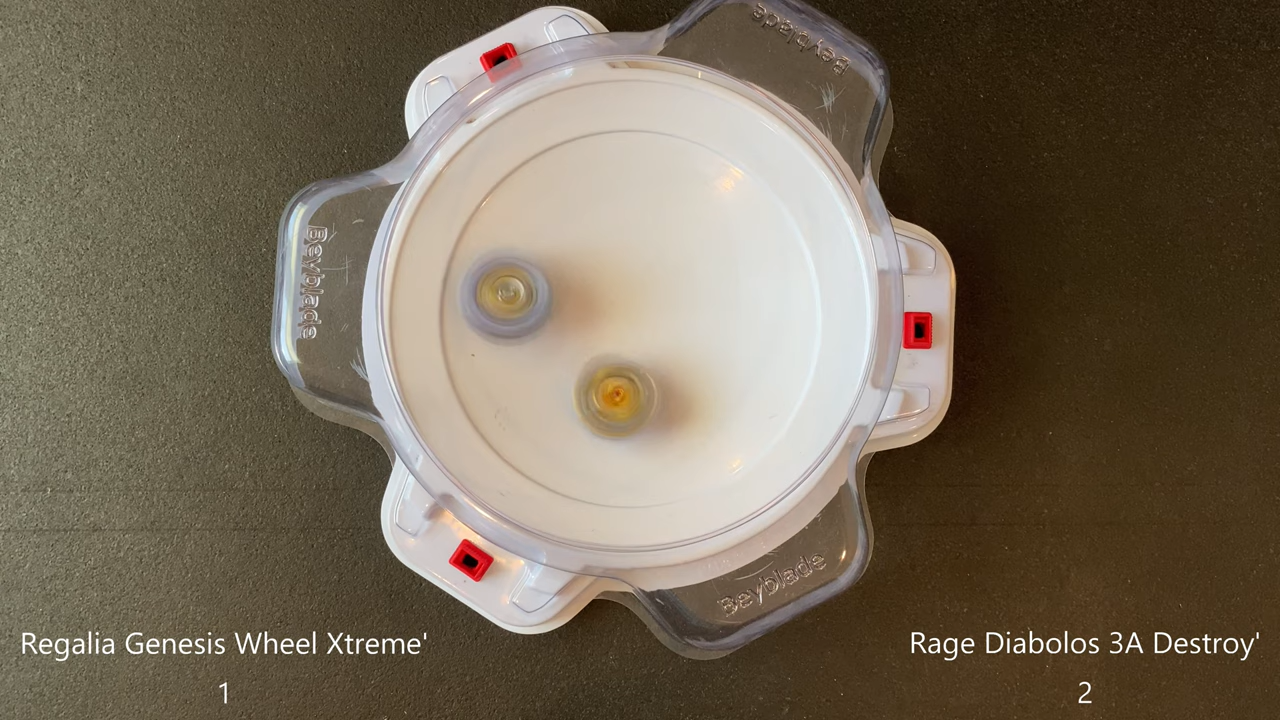 Beyblade
Beyblade
Beyblade
Regalia Genesis Wheel Xtreme'
Rage Diabolos 3A Destroy'
1
2